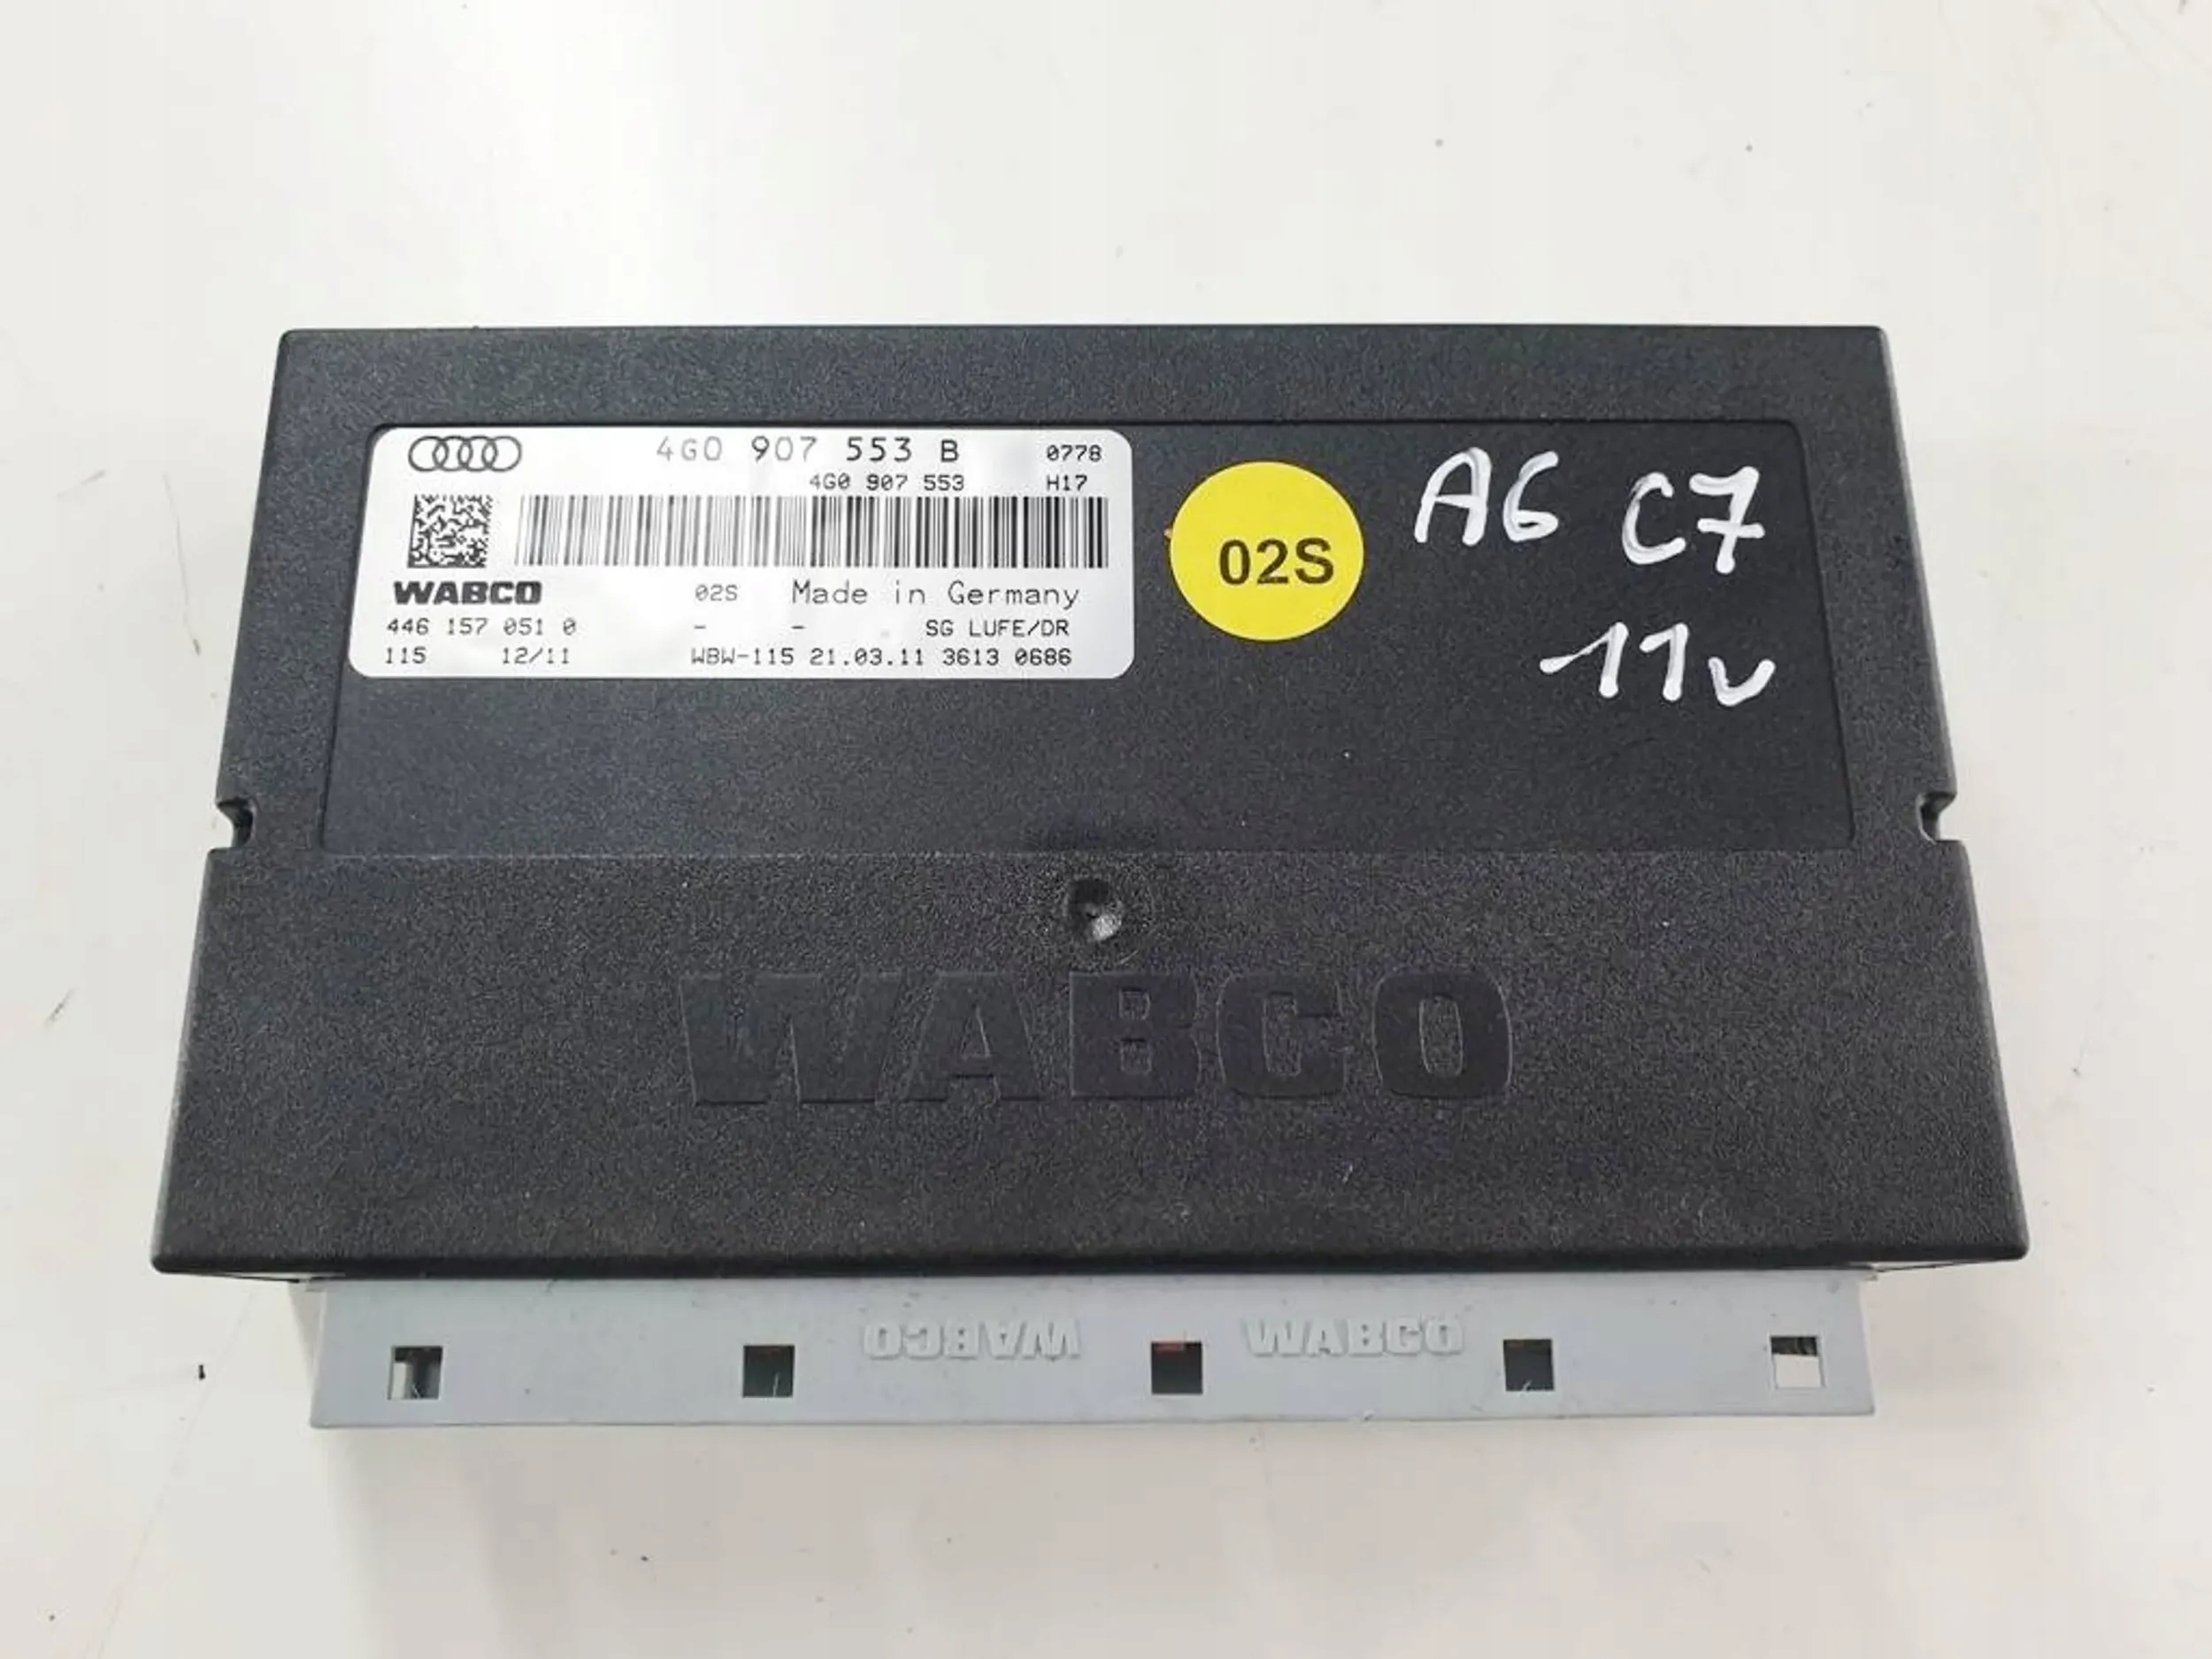 4G0 907 553 B 0778
4G0 907 553 H17
WABCO 02S Made in Germany
446 157 051 0 - - SG LUFE/DR
115 12/11 WBW-115 21.03.11 3613 0686
02S
A6 C7
11v
WABCO
WABCO WABCO